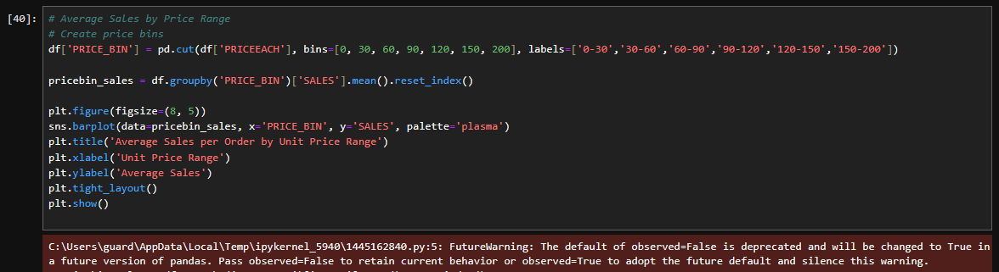 [40]: # Average Sales by Price Range
# Create price bins
df['PRICE_BIN'] = pd.cut(df['PRICEEACH'], bins=[0, 30, 60, 90, 120, 150, 200], labels=['0-30','30-60','60-90','90-120','120-150','150-200'])
pricebin_sales = df.groupby('PRICE_BIN')['SALES'].mean().reset_index()
plt.figure(figsize=(8, 5))
sns.barplot(data=pricebin_sales, x='PRICE_BIN', y='SALES', palette='plasma')
plt.title('Average Sales per Order by Unit Price Range')
plt.xlabel('Unit Price Range')
plt.ylabel('Average Sales')
plt.tight_layout()
plt.show()
C:\Users\guard\AppData\Local\Temp\ipykernel_5940\1445162840.py:5: FutureWarning: The default of observed=False is deprecated and will be changed to True in
a future version of pandas. Pass observed=False to retain current behavior or observed=True to adopt the future default and silence this warning.